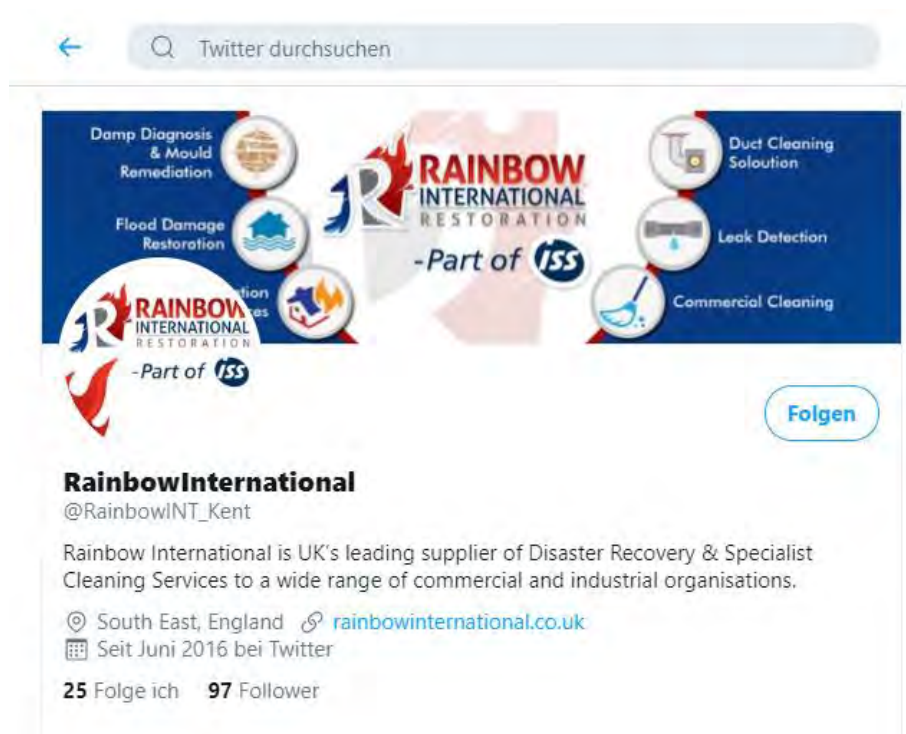 Twitter durchsuchen
Damp Diagnosis
& Mould
Remediation
Flood Damage
Restoration
R RAINBOW
INTERNATIONAL
RESTORATION
-Part of ISS
Duct Cleaning
Soloution
Leak Detection
Commercial Cleaning
R RAINBOW
INTERNATIONAL
RESTORATION
-Part of ISS
Folgen
RainbowInternational
@RainbowINT_Kent
Rainbow International is UK's leading supplier of Disaster Recovery & Specialist
Cleaning Services to a wide range of commercial and industrial organisations.
South East, England rainbowinternational.co.uk
Seit Juni 2016 bei Twitter
25 Folge ich 97 Follower